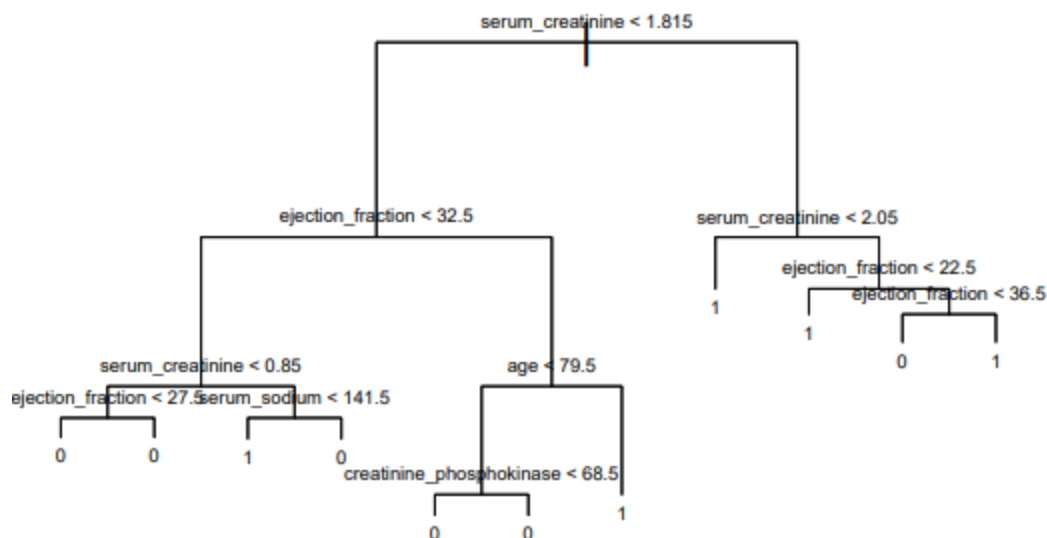 serum_creatinine < 1.815
ejection_fraction < 32.5
serum_creatinine < 2.05
ejection_fraction < 22.5
ejection_fraction < 36.5
1
1
0 1
serum_creatinine < 0.85
age < 79.5
ejection_fraction < 27.5
serum_sodium < 141.5
0 0 1 0
creatinine_phosphokinase < 68.5
0 0
1